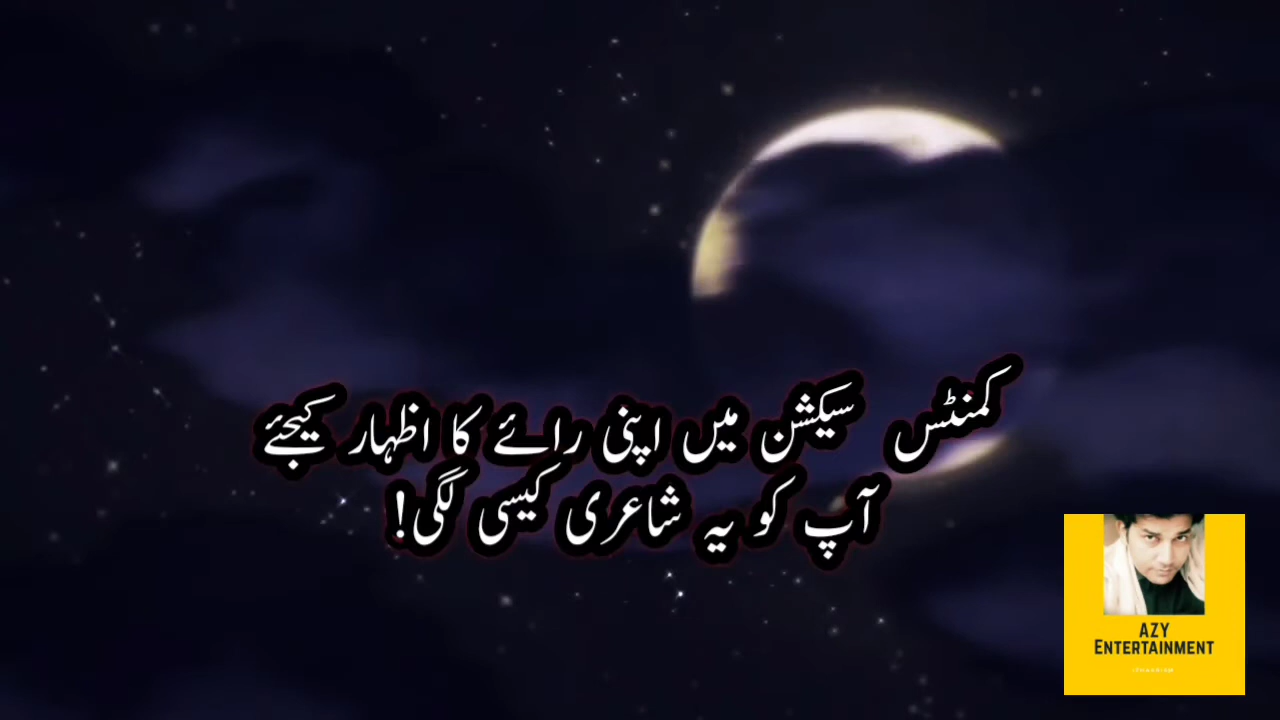 کمنٹس سیکشن میں اپنی رائے کا اظہار کیجئے
آپ کو یہ شاعری کیسی لگی!
AZY
ENTERTAINMENT